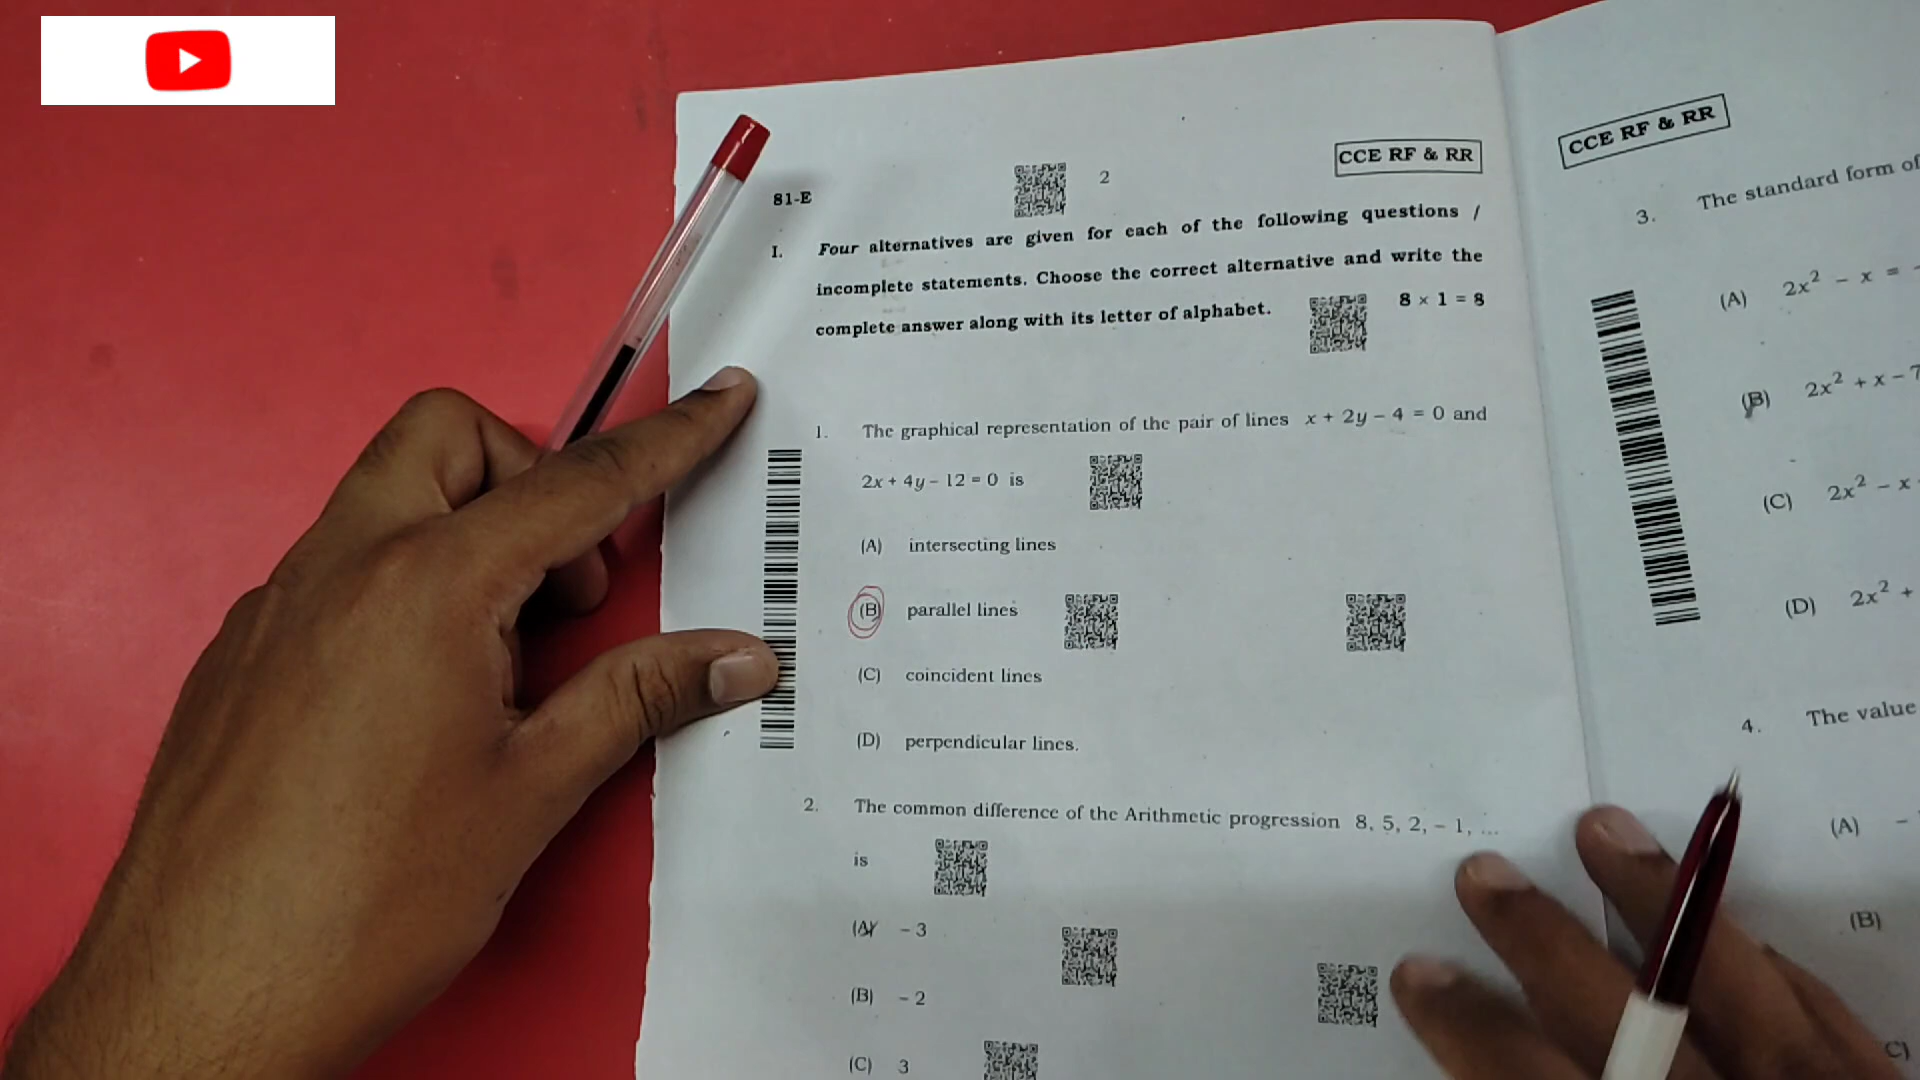 81-E
2
CCE RF & RR
I. Four alternatives are given for each of the following questions /
incomplete statements. Choose the correct alternative and write the
complete answer along with its letter of alphabet. 8 × 1 = 8
1. The graphical representation of the pair of lines x + 2y – 4 = 0 and
2x + 4y – 12 = 0 is
(A) intersecting lines
(B) parallel lines
(C) coincident lines
(D) perpendicular lines.
2. The common difference of the Arithmetic progression 8, 5, 2, – 1, ...
is
(A) – 3
(B) – 2
(C) 3
CCE RF & RR
3. The standard form of
(A) 2x² – x =
(B) 2x² + x – 7
(C) 2x² – x
(D) 2x² +
4. The value
(A) –
(B)
C)